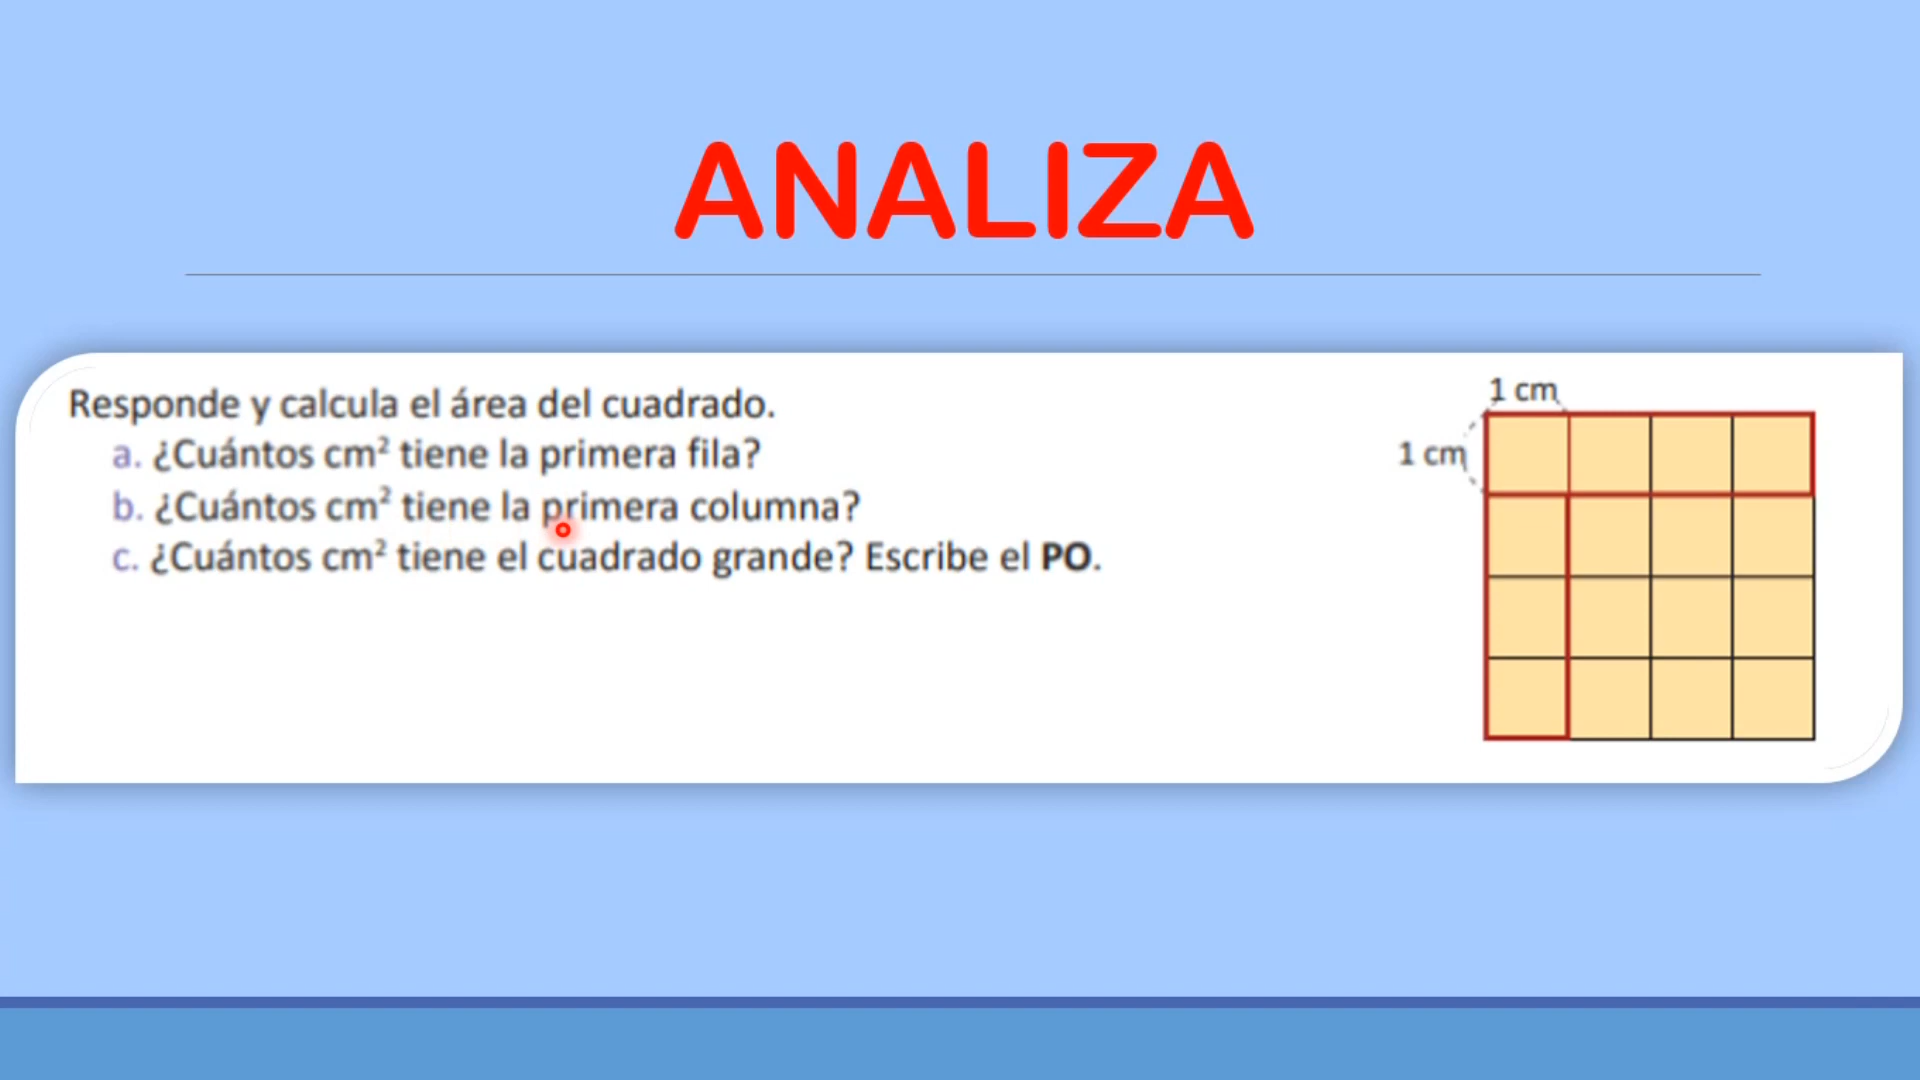 ANALIZA
Responde y calcula el área del cuadrado.
a. ¿Cuántos cm² tiene la primera fila?
b. ¿Cuántos cm² tiene la primera columna?
c. ¿Cuántos cm² tiene el cuadrado grande? Escribe el PO.
1 cm
1 cm